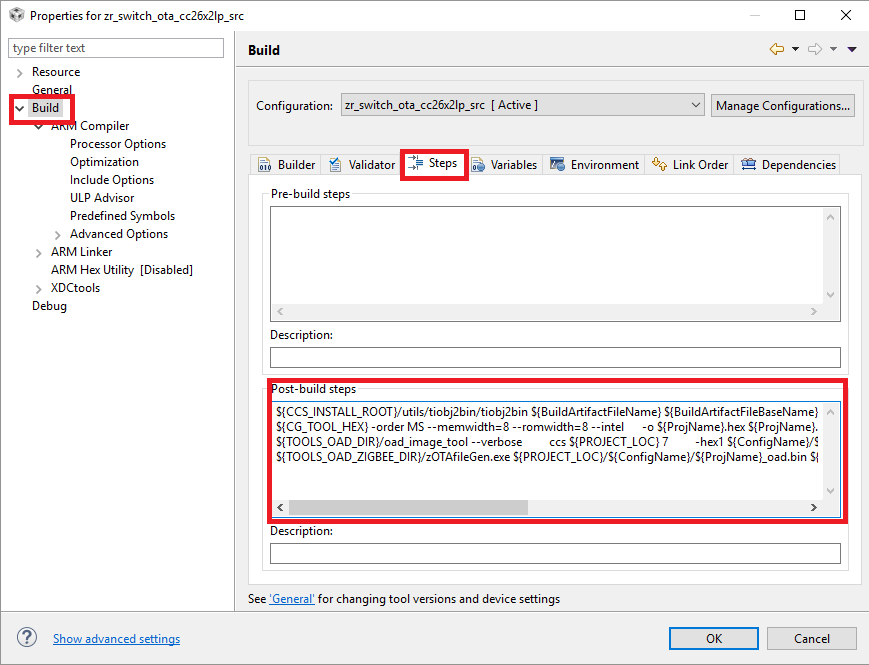 Properties for zr_switch_ota_cc26x2lp_src
type filter text
Resource
General
Build
ARM Compiler
Processor Options
Optimization
Include Options
ULP Advisor
Predefined Symbols
Advanced Options
ARM Linker
ARM Hex Utility [Disabled]
XDCtools
Debug
Build
Configuration: zr_switch_ota_cc26x2lp_src [ Active ] Manage Configurations...
Builder Validator Steps Variables Environment Link Order Dependencies
Pre-build steps
Description:
Post-build steps
${CCS_INSTALL_ROOT}/utils/tiobj2bin/tiobj2bin ${BuildArtifactFileName} ${BuildArtifactFileBaseName}
${CG_TOOL_HEX} -order MS --memwidth=8 --romwidth=8 --intel -o ${ProjName}.hex ${ProjName}.
${TOOLS_OAD_DIR}/oad_image_tool --verbose ccs ${PROJECT_LOC} 7 -hex1 ${ConfigName}/$
${TOOLS_OAD_ZIGBEE_DIR}/zOTAfileGen.exe ${PROJECT_LOC}/${ConfigName}/${ProjName}_oad.bin ${
Description:
See 'General' for changing tool versions and device settings
Show advanced settings
OK Cancel